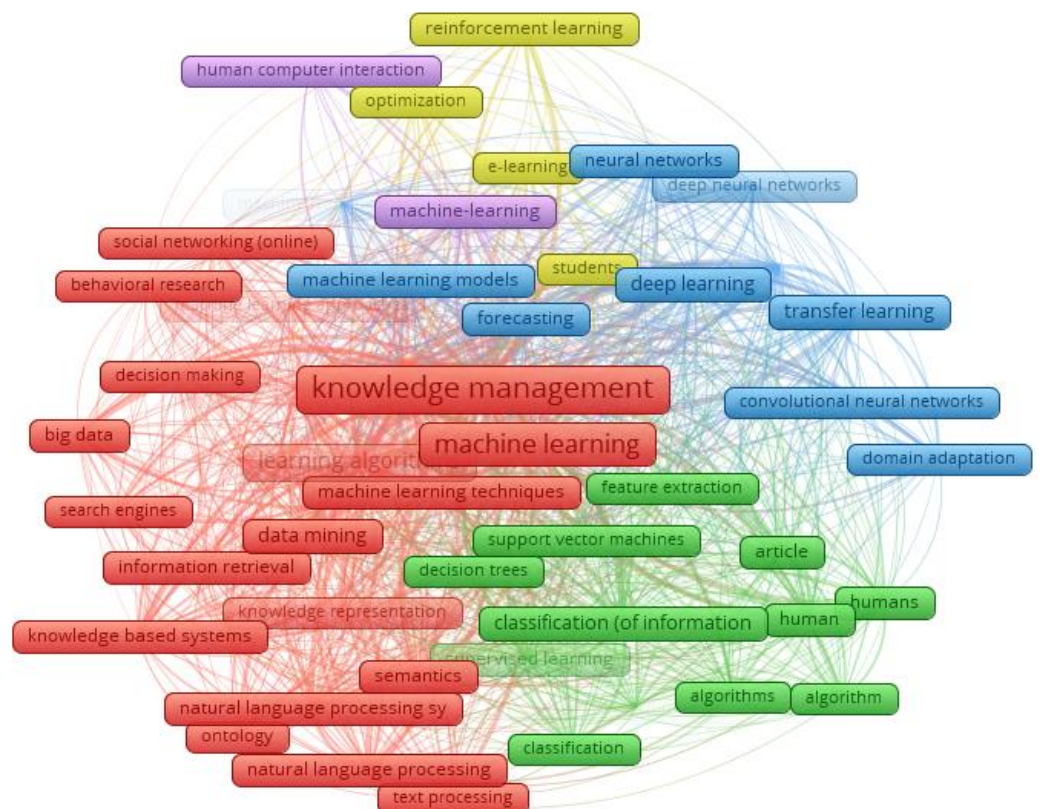 reinforcement learning
human computer interaction
optimization
e-learning
neural networks
deep neural networks
machine-learning
social networking (online)
students
behavioral research
machine learning models
deep learning
forecasting
transfer learning
decision making
knowledge management
convolutional neural networks
big data
machine learning
learning algorithms
domain adaptation
machine learning techniques
feature extraction
search engines
data mining
support vector machines
article
information retrieval
decision trees
knowledge representation
humans
knowledge based systems
classification (of information
human
supervised learning
semantics
algorithms
algorithm
natural language processing sy
ontology
classification
natural language processing
text processing